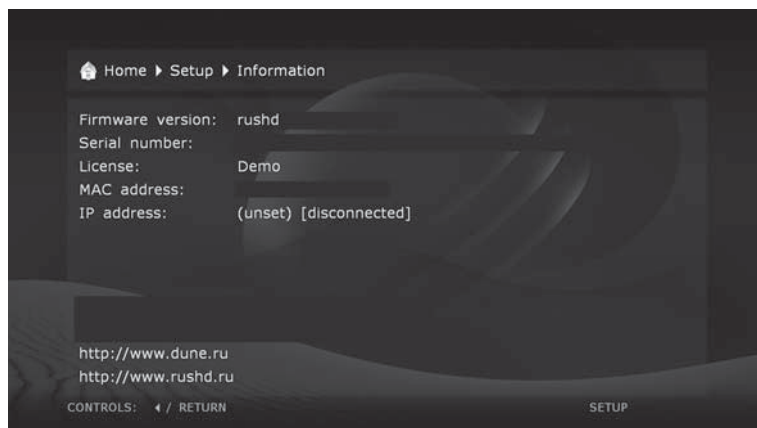 Home ▸ Setup ▸ Information
Firmware version: rushd
Serial number:
License: Demo
MAC address:
IP address: (unset) [disconnected]
http://www.dune.ru
http://www.rushd.ru
CONTROLS: ◂ / RETURN SETUP